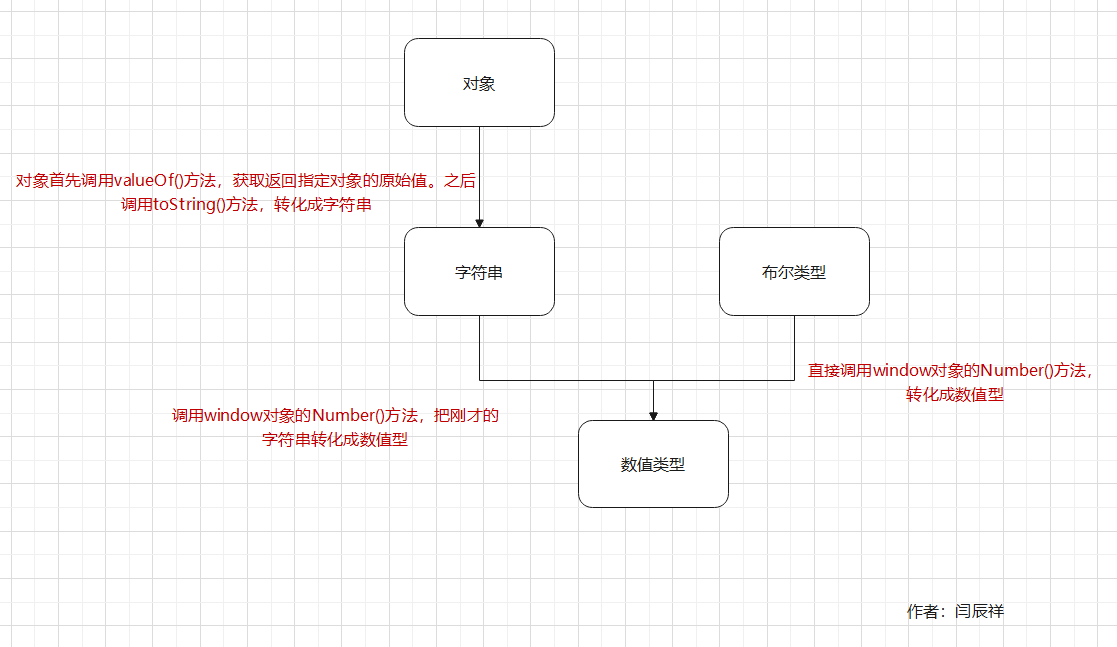 对象
对象首先调用valueOf()方法，获取返回指定对象的原始值。之后
调用toString()方法，转化成字符串
字符串
布尔类型
直接调用window对象的Number()方法，
转化成数值型
调用window对象的Number()方法，把刚才的
字符串转化成数值型
数值类型
作者：闫辰祥